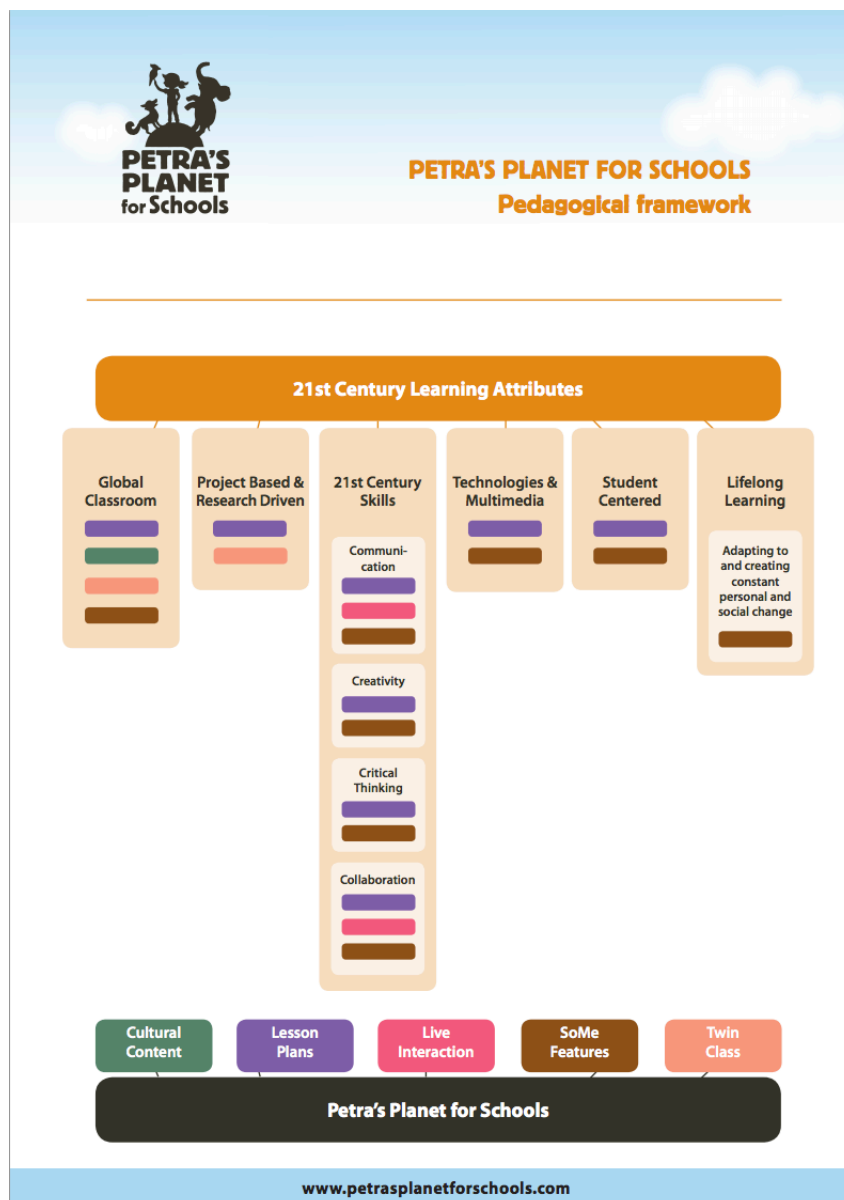 PETRA'S
PLANET
for Schools
PETRA'S PLANET FOR SCHOOLS
Pedagogical framework
21st Century Learning Attributes
Global
Classroom
Project Based &
Research Driven
21st Century
Skills
Communi-
cation
Creativity
Critical
Thinking
Collaboration
Technologies &
Multimedia
Student
Centered
Lifelong
Learning
Adapting to
and creating
constant
personal and
social change
Cultural
Content
Lesson
Plans
Live
Interaction
SoMe
Features
Twin
Class
Petra's Planet for Schools
www.petrasplanetforschools.com